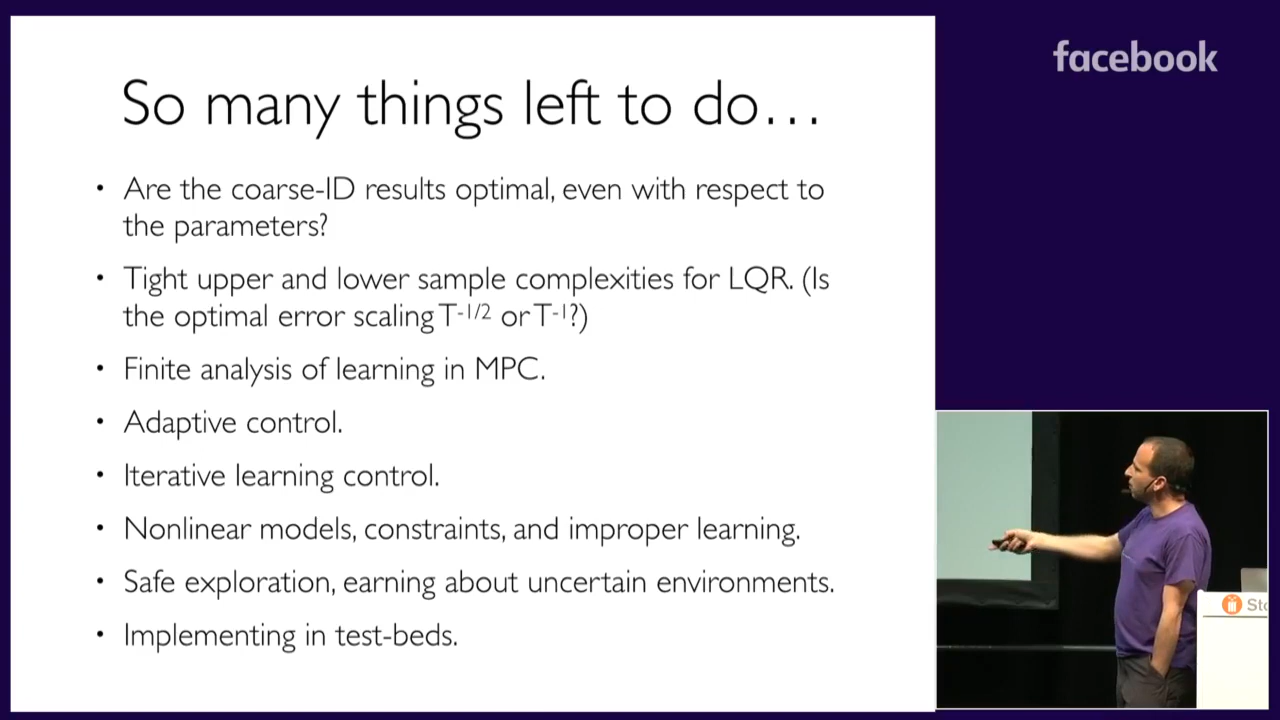 So many things left to do…
• Are the coarse-ID results optimal, even with respect to
the parameters?
• Tight upper and lower sample complexities for LQR. (Is
the optimal error scaling T-1/2 or T-1?)
• Finite analysis of learning in MPC.
• Adaptive control.
• Iterative learning control.
• Nonlinear models, constraints, and improper learning.
• Safe exploration, earning about uncertain environments.
• Implementing in test-beds.
facebook